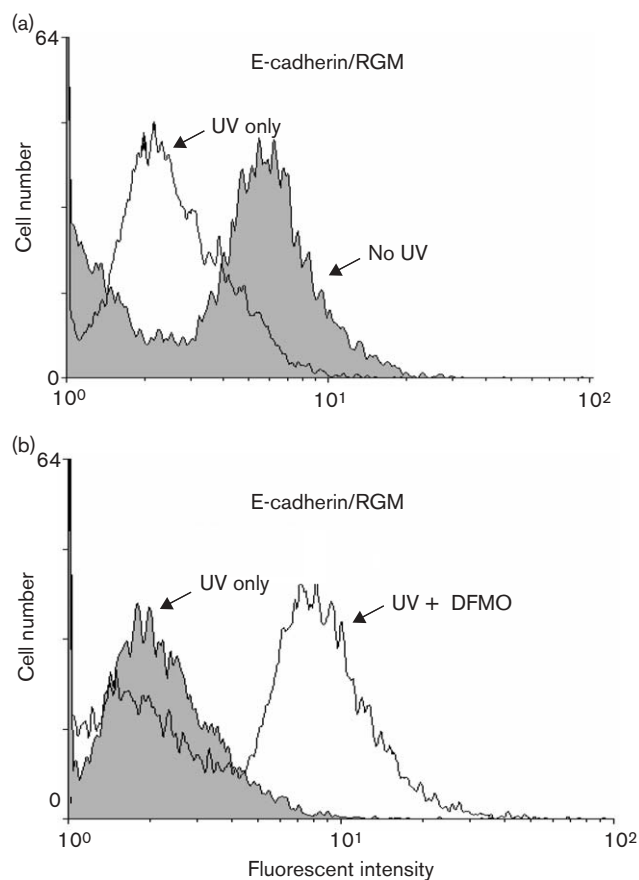 (a)
64
E-cadherin/RGM
UV only
No UV
Cell number
0
10⁰
10¹
10²
(b)
64
E-cadherin/RGM
UV only
UV + DFMO
Cell number
0
10⁰
10¹
10²
Fluorescent intensity